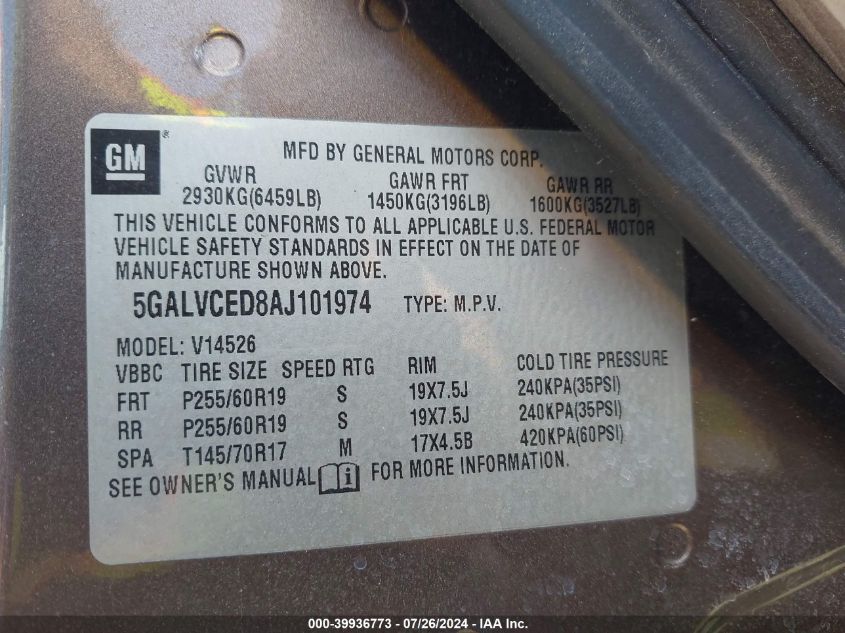 GM ®
MFD BY GENERAL MOTORS CORP.
GVWR GAWR FRT GAWR RR
2930KG(6459LB) 1450KG(3196LB) 1600KG(3527LB)
THIS VEHICLE CONFORMS TO ALL APPLICABLE U.S. FEDERAL MOTOR
VEHICLE SAFETY STANDARDS IN EFFECT ON THE DATE OF
MANUFACTURE SHOWN ABOVE.
5GALVCED8AJ101974 TYPE: M.P.V.
MODEL: V14526
VBBC TIRE SIZE SPEED RTG RIM COLD TIRE PRESSURE
FRT P255/60R19 S 19X7.5J 240KPA(35PSI)
RR P255/60R19 S 19X7.5J 240KPA(35PSI)
SPA T145/70R17 M 17X4.5B 420KPA(60PSI)
SEE OWNER'S MANUAL i FOR MORE INFORMATION.
000-39936773 - 07/26/2024 - IAA Inc.